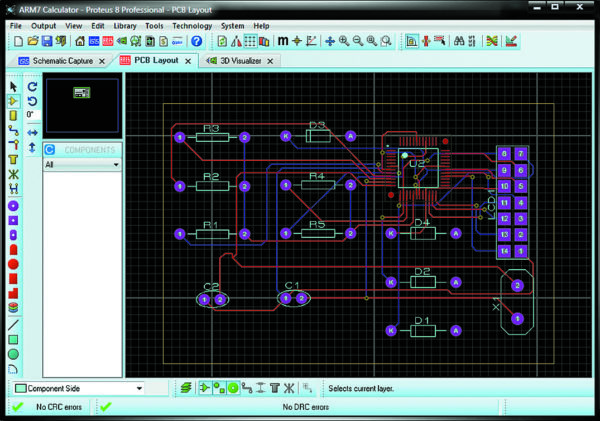 ARM7 Calculator - Proteus 8 Professional - PCB Layout
File Output View Edit Library Tools Technology System Help
Schematic Capture PCB Layout 3D Visualizer
0°
COMPONENTS
All
R3 D3
1 2 K A
U2
8 7
R2 R4
9 6
1 2 1 2
10 5
LCD1
11 4
R1 R5 D4
12 3
1 2 1 2 K A
13 2
14 1
D2
K A
C2 C1
2
1 2 1 2
X1
D1
1
K A
Component Side
Selects current layer.
No CRC errors No DRC errors